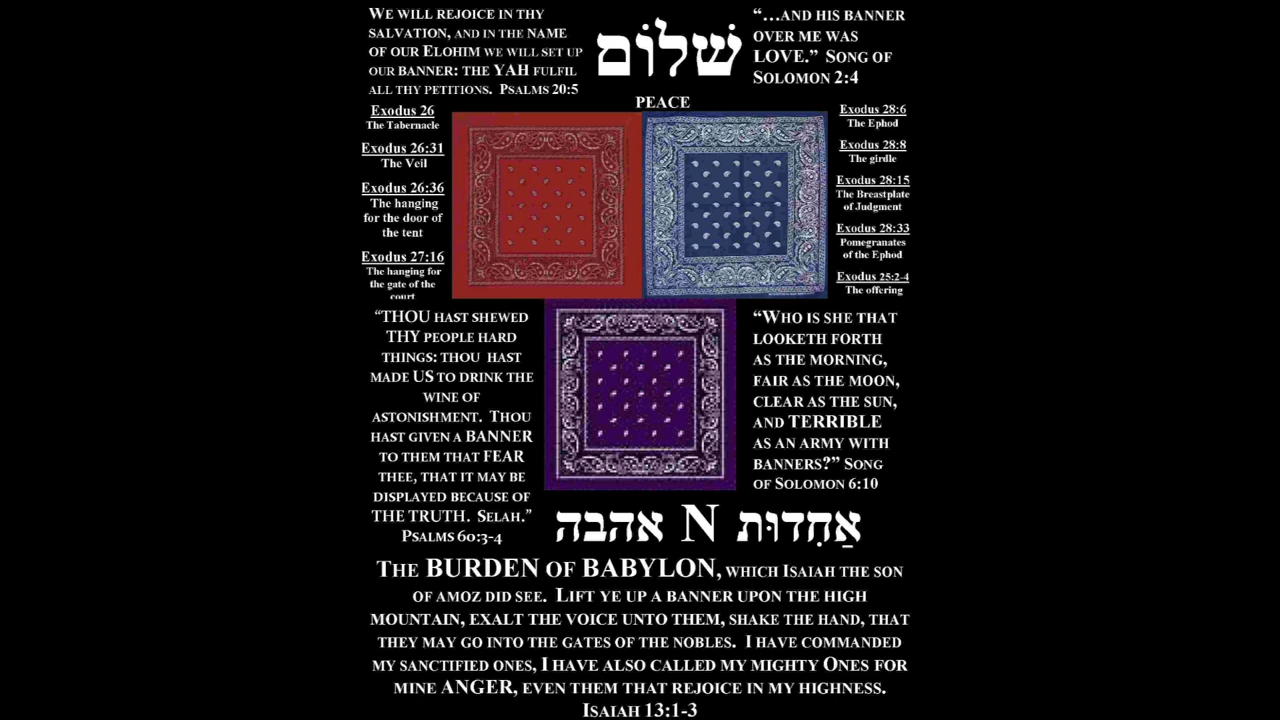 WE WILL REJOICE IN THY
SALVATION, AND IN THE NAME
OF OUR ELOHIM WE WILL SET UP
OUR BANNER: THE YAH FULFIL
ALL THY PETITIONS. PSALMS 20:5
שׁלוֹם
PEACE
“…AND HIS BANNER
OVER ME WAS
LOVE.” SONG OF
SOLOMON 2:4
Exodus 26
The Tabernacle
Exodus 26:31
The Veil
Exodus 26:36
The hanging
for the door of
the tent
Exodus 27:16
The hanging for
the gate of the
court
Exodus 28:6
The Ephod
Exodus 28:8
The girdle
Exodus 28:15
The Breastplate
of Judgment
Exodus 28:33
Pomegranates
of the Ephod
Exodus 25:2-4
The offering
“THOU HAST SHEWED
THY PEOPLE HARD
THINGS: THOU HAST
MADE US TO DRINK THE
WINE OF
ASTONISHMENT. THOU
HAST GIVEN A BANNER
TO THEM THAT FEAR
THEE, THAT IT MAY BE
DISPLAYED BECAUSE OF
THE TRUTH. SELAH.”
PSALMS 60:3-4
“WHO IS SHE THAT
LOOKETH FORTH
AS THE MORNING,
FAIR AS THE MOON,
CLEAR AS THE SUN,
AND TERRIBLE
AS AN ARMY WITH
BANNERS?” SONG
OF SOLOMON 6:10
אַחִדוּת N אהבה
THE BURDEN OF BABYLON, WHICH ISAIAH THE SON
OF AMOZ DID SEE. LIFT YE UP A BANNER UPON THE HIGH
MOUNTAIN, EXALT THE VOICE UNTO THEM, SHAKE THE HAND, THAT
THEY MAY GO INTO THE GATES OF THE NOBLES. I HAVE COMMANDED
MY SANCTIFIED ONES, I HAVE ALSO CALLED MY MIGHTY ONES FOR
MINE ANGER, EVEN THEM THAT REJOICE IN MY HIGHNESS.
ISAIAH 13:1-3